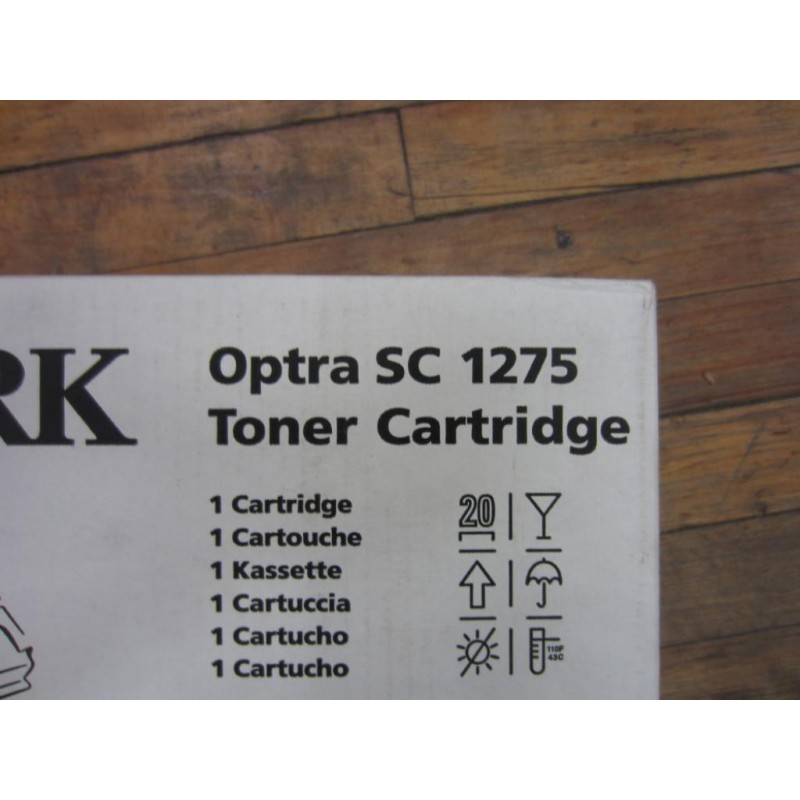 RK
Optra SC 1275
Toner Cartridge
1 Cartridge
1 Cartouche
1 Kassette
1 Cartuccia
1 Cartucho
1 Cartucho
20
110F
43C